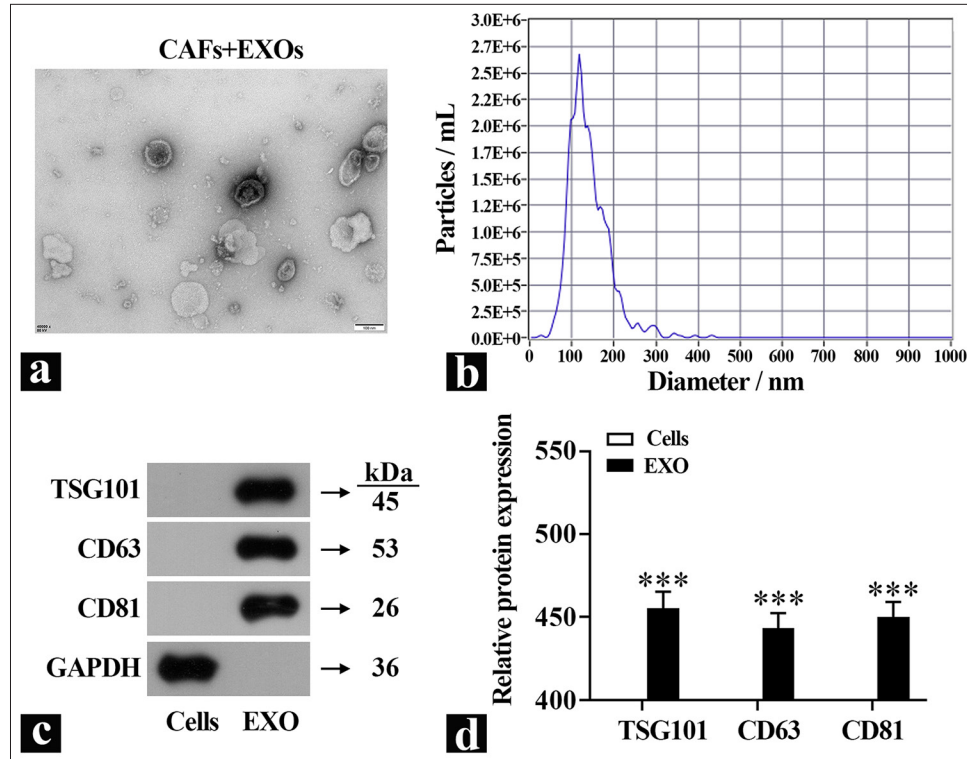 CAFs+EXOs
100 nm
a
3.0E+6
2.7E+6
2.5E+6
2.2E+6
2.0E+6
1.7E+6
1.5E+6
1.2E+6
1.0E+6
7.5E+5
5.0E+5
2.5E+5
0.0E+0
Particles / mL
0 100 200 300 400 500 600 700 800 900 1000
Diameter / nm
b
kDa
TSG101 → 45
CD63 → 53
CD81 → 26
GAPDH → 36
Cells EXO
c
Relative protein expression
550
500
450
400
Cells
EXO
*** *** ***
TSG101 CD63 CD81
d